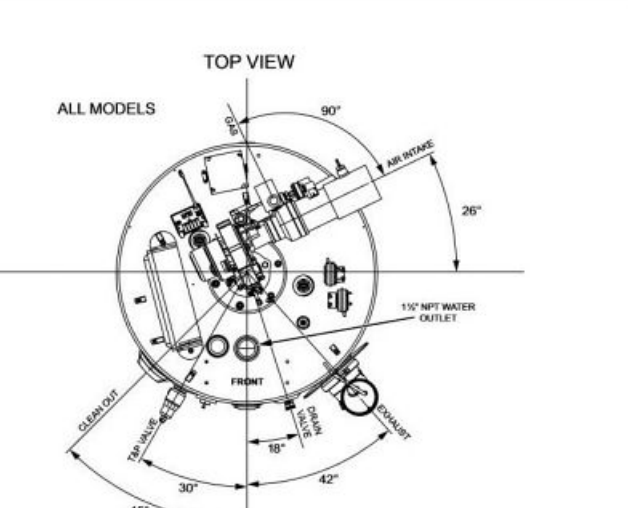 TOP VIEW
ALL MODELS
90"
GAS
AIR INTAKE
26"
1½" NPT WATER
OUTLET
FRONT
CLEAN OUT
T&P VALVE
DRAIN
VALVE
EXHAUST
18"
30"
42"